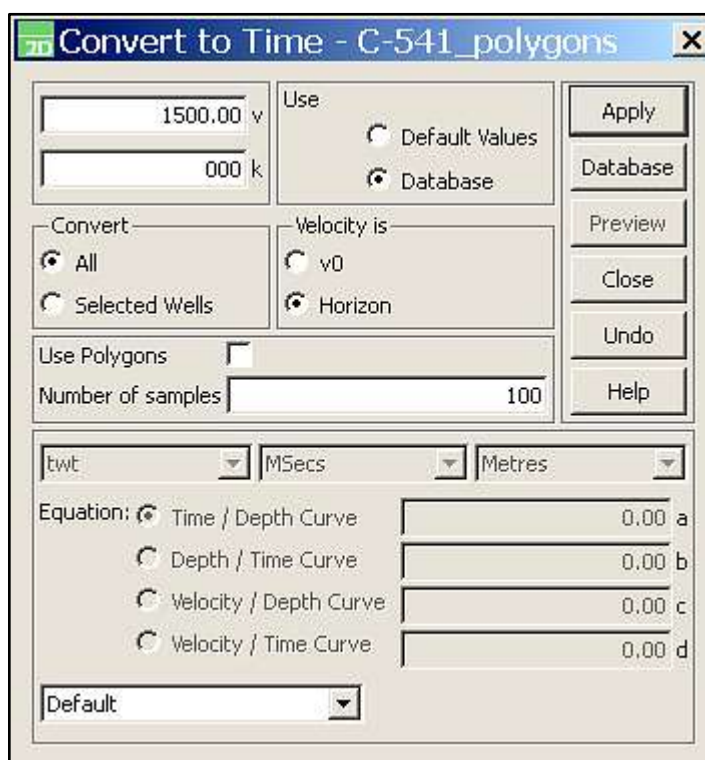 2D Convert to Time - C-541_polygons
1500.00 v
000 k
Use
Default Values
Database
Apply
Database
Preview
Close
Undo
Help
Convert
All
Selected Wells
Velocity is
v0
Horizon
Use Polygons
Number of samples 100
twt MSecs Metres
Equation: Time / Depth Curve 0.00 a
Depth / Time Curve 0.00 b
Velocity / Depth Curve 0.00 c
Velocity / Time Curve 0.00 d
Default